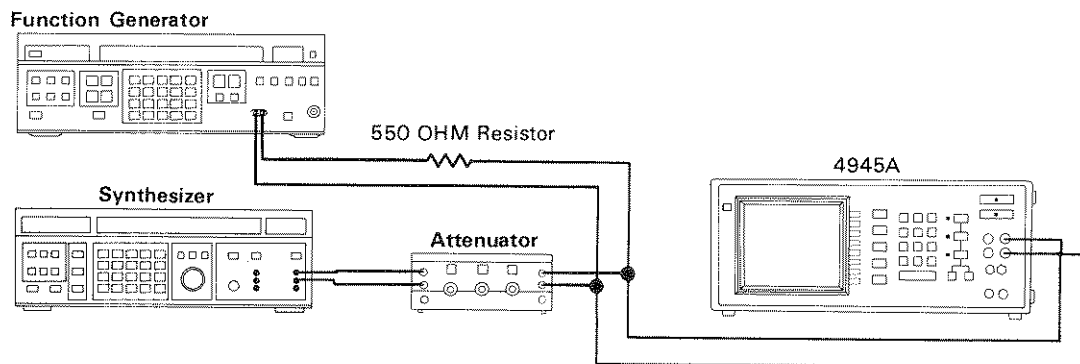 Function Generator
550 OHM Resistor
4945A
Synthesizer
Attenuator